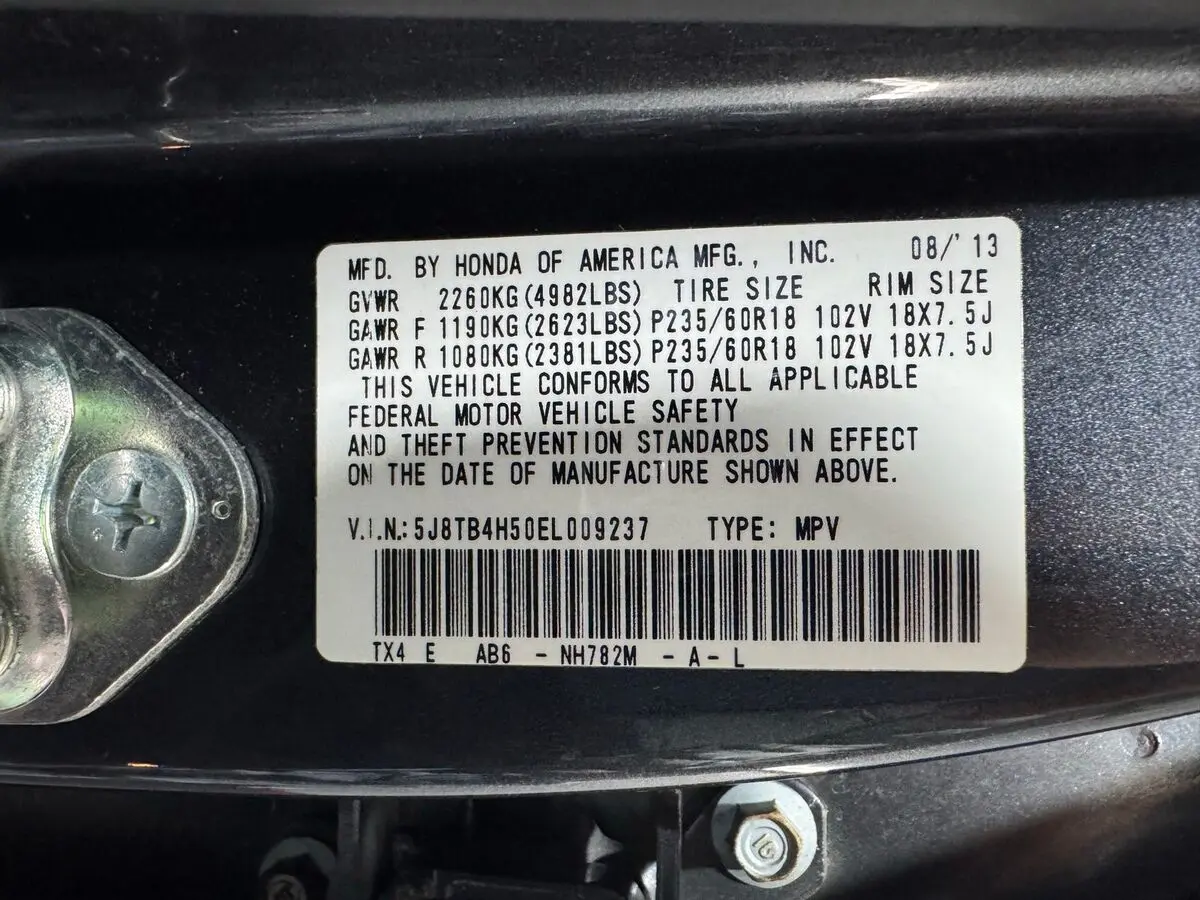 MFD. BY HONDA OF AMERICA MFG., INC. 08/'13
GVWR 2260KG(4982LBS) TIRE SIZE RIM SIZE
GAWR F 1190KG(2623LBS) P235/60R18 102V 18X7.5J
GAWR R 1080KG(2381LBS) P235/60R18 102V 18X7.5J
THIS VEHICLE CONFORMS TO ALL APPLICABLE
FEDERAL MOTOR VEHICLE SAFETY
AND THEFT PREVENTION STANDARDS IN EFFECT
ON THE DATE OF MANUFACTURE SHOWN ABOVE.
V.I.N.: 5J8TB4H50EL009237 TYPE: MPV
TX4 E AB6 - NH782M - A - L